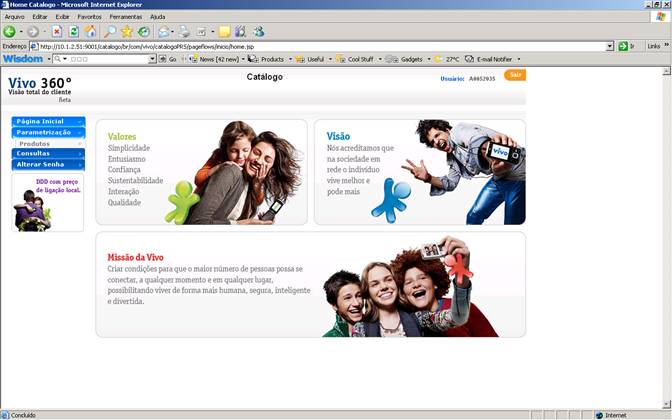 Home Catalogo - Microsoft Internet Explorer
Arquivo Editar Exibir Favoritos Ferramentas Ajuda
Endereço http://10.1.2.51:9001/catalogo/br/com/vivo/catalogoPRS/pageflows/inicio/home.jsp Ir Links »
Wisdom Go News [42 new] Products Useful Cool Stuff Gadgets 27°C E-mail Notifier
Vivo 360°
Visão total do cliente
Beta
Catálogo
Usuário: A0052035
Sair
Página Inicial
Parametrização
Produtos
Consultas
Alterar Senha
DDD com preço
de ligação local.
Valores
Simplicidade
Entusiasmo
Confiança
Sustentabilidade
Interação
Qualidade
Visão
Nós acreditamos que
na sociedade em
rede o indivíduo
vive melhor e
pode mais
vivo
Missão da Vivo
Criar condições para que o maior número de pessoas possa se
conectar, a qualquer momento e em qualquer lugar,
possibilitando viver de forma mais humana, segura, inteligente
e divertida.
Concluído
Internet